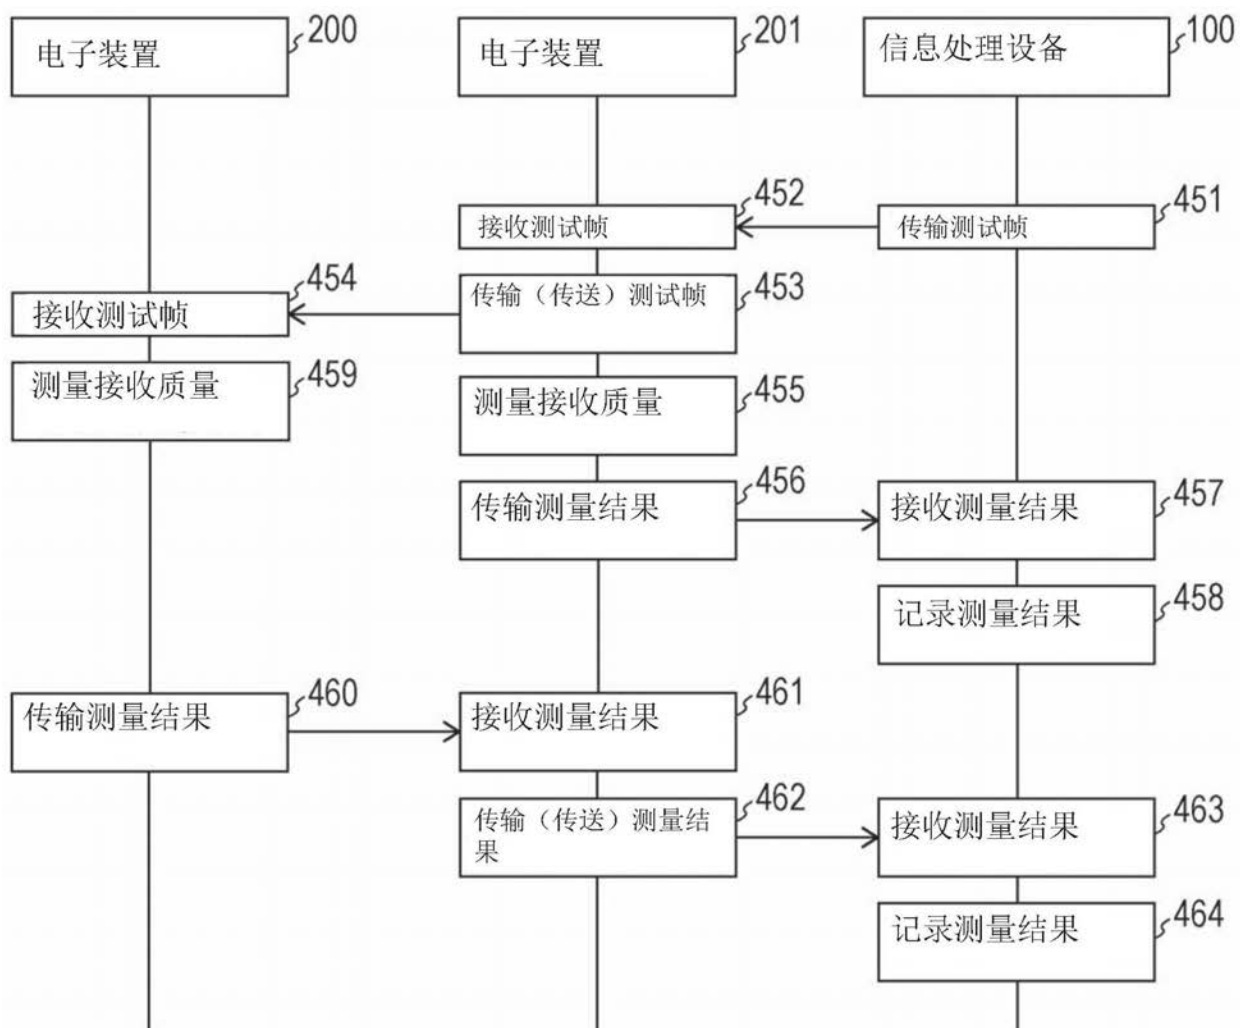 电子装置 200
电子装置 201
信息处理设备 100
接收测试帧 452
传输测试帧 451
接收测试帧 454
传输（传送）测试帧 453
测量接收质量 459
测量接收质量 455
传输测量结果 456
接收测量结果 457
记录测量结果 458
传输测量结果 460
接收测量结果 461
传输（传送）测量结
果 462
接收测量结果 463
记录测量结果 464